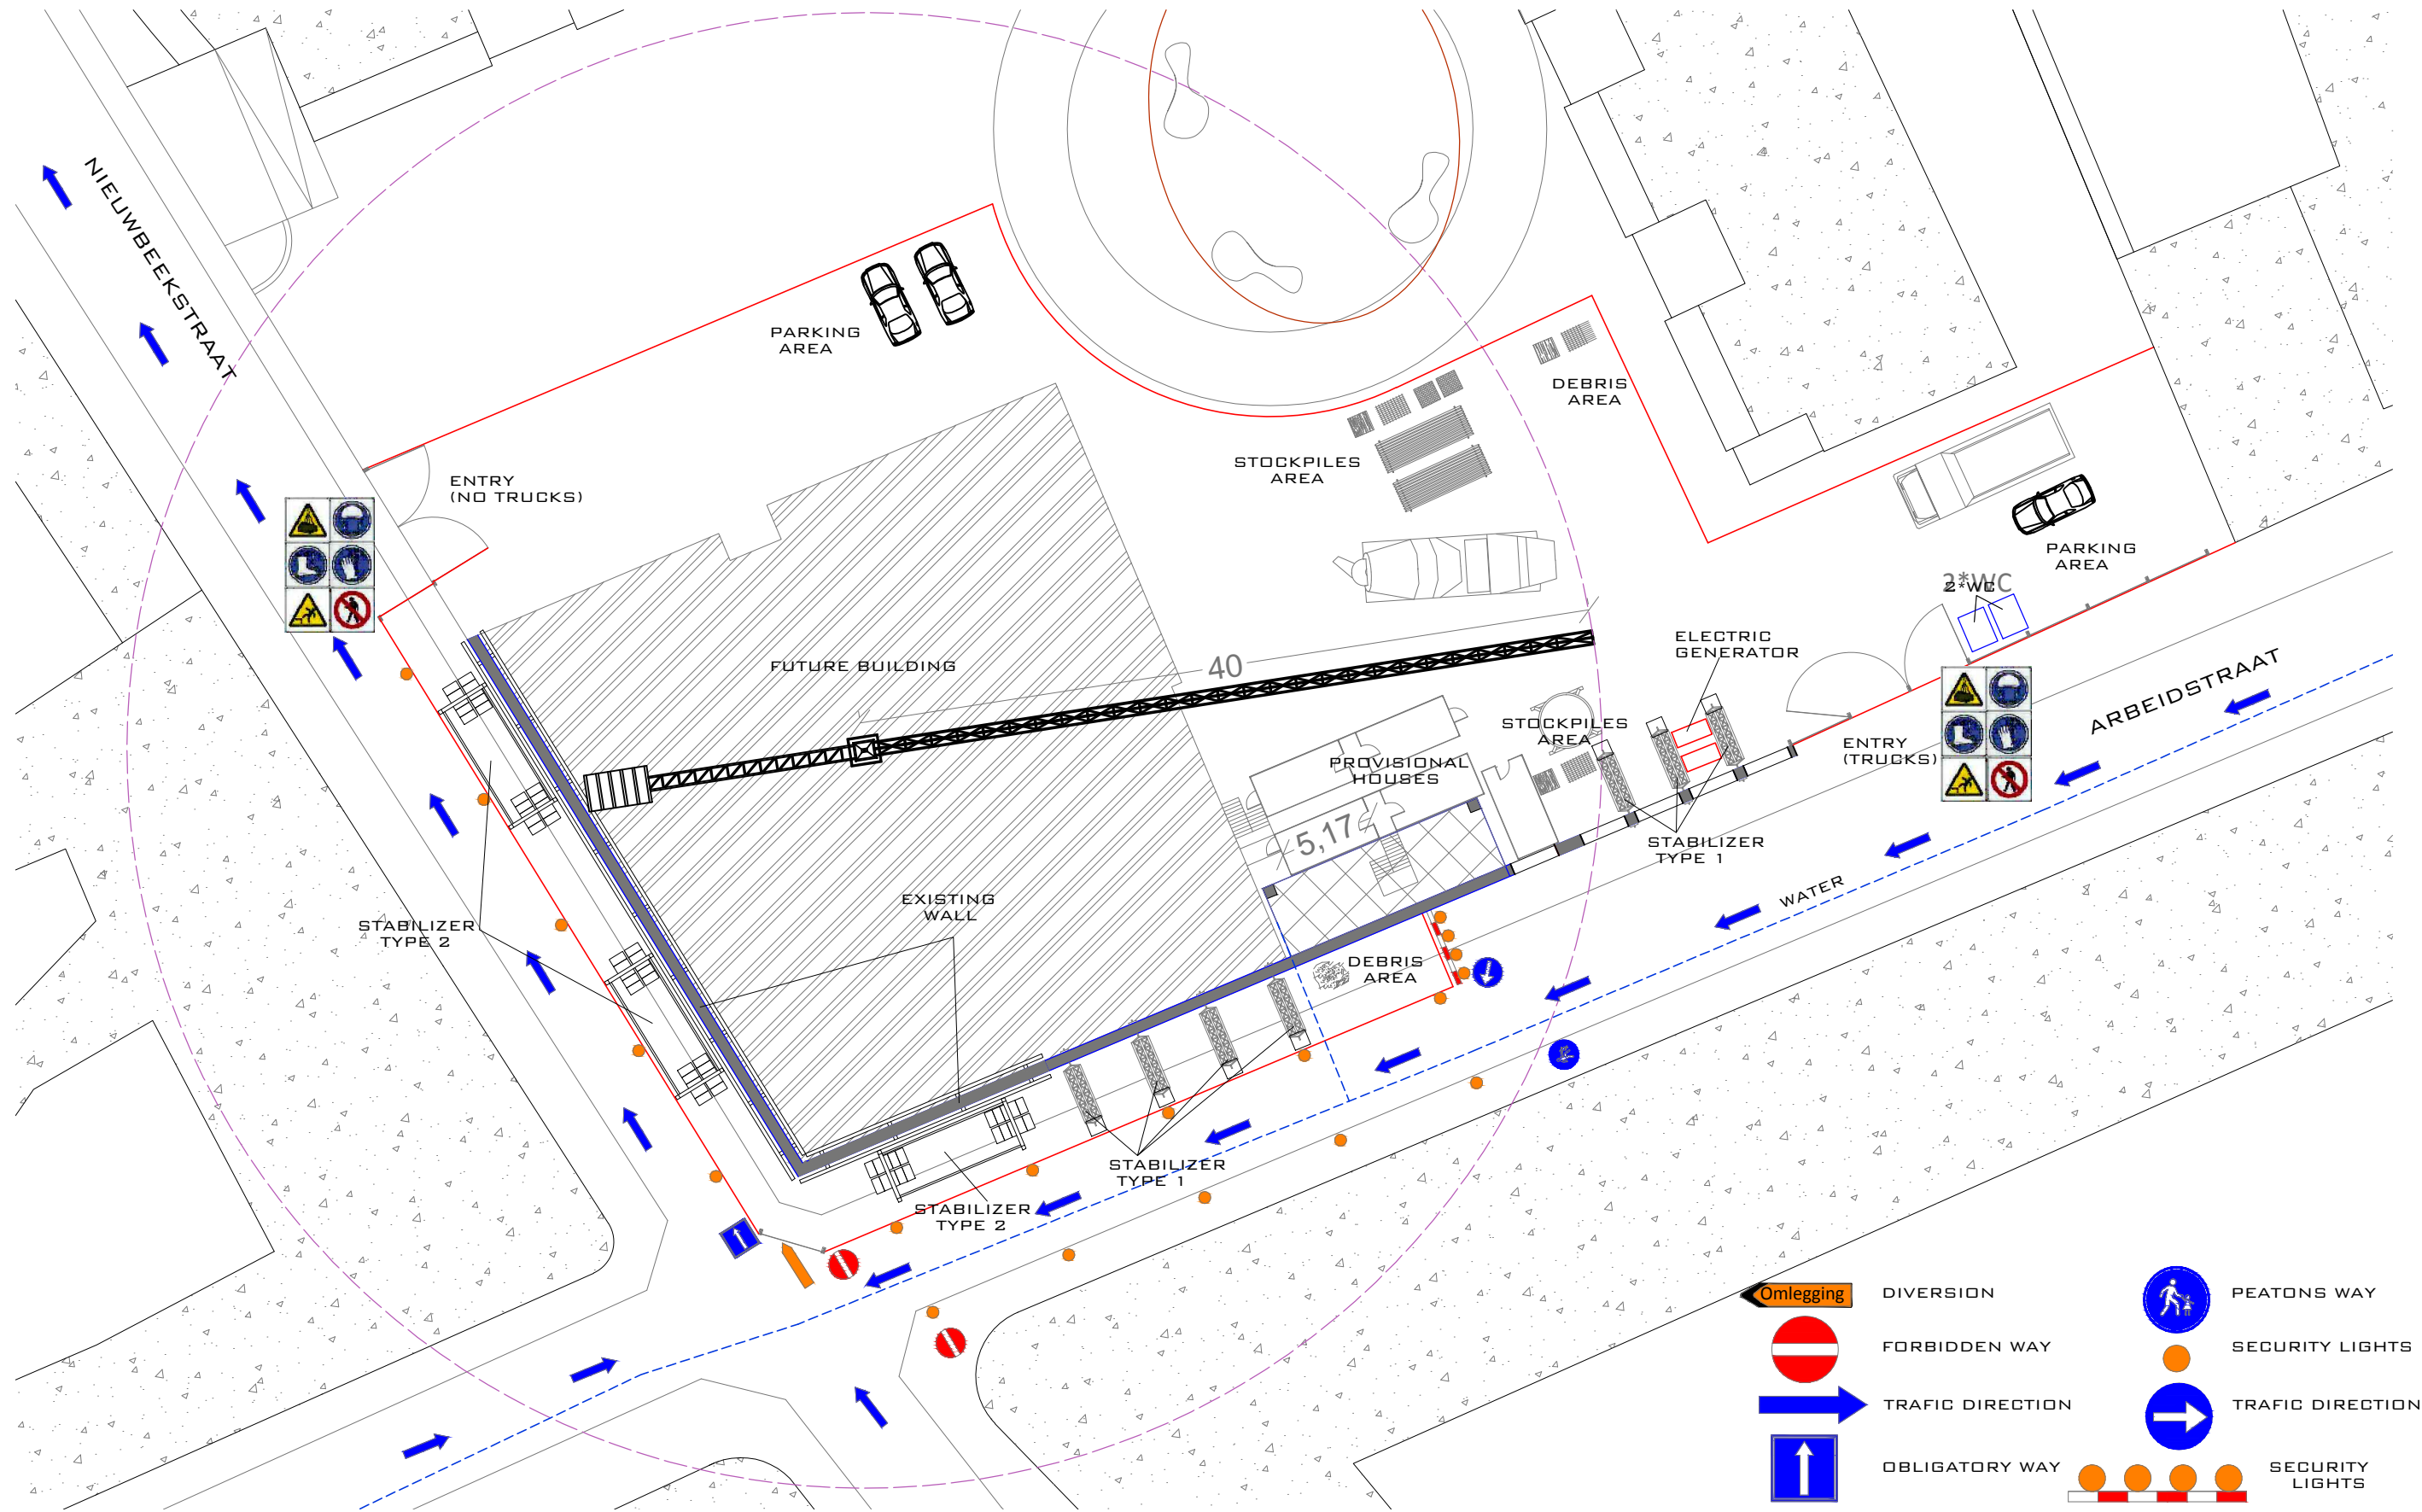 NIEUWBEEKSTRAAT
PARKING
AREA
DEBRIS
AREA
STOCKPILES
AREA
ENTRY
(NO TRUCKS)
PARKING
AREA
2*WC
2*WC
ELECTRIC
GENERATOR
FUTURE BUILDING
40
ARBEIDSTRAAT
STOCKPILES
AREA
ENTRY
(TRUCKS)
PROVISIONAL
HOUSES
5,17
STABILIZER
TYPE 1
WATER
EXISTING
WALL
STABILIZER
TYPE 2
DEBRIS
AREA
STABILIZER
TYPE 1
STABILIZER
TYPE 2
Omlegging
DIVERSION
PEATONS WAY
FORBIDDEN WAY
SECURITY LIGHTS
TRAFIC DIRECTION
TRAFIC DIRECTION
OBLIGATORY WAY
SECURITY
LIGHTS